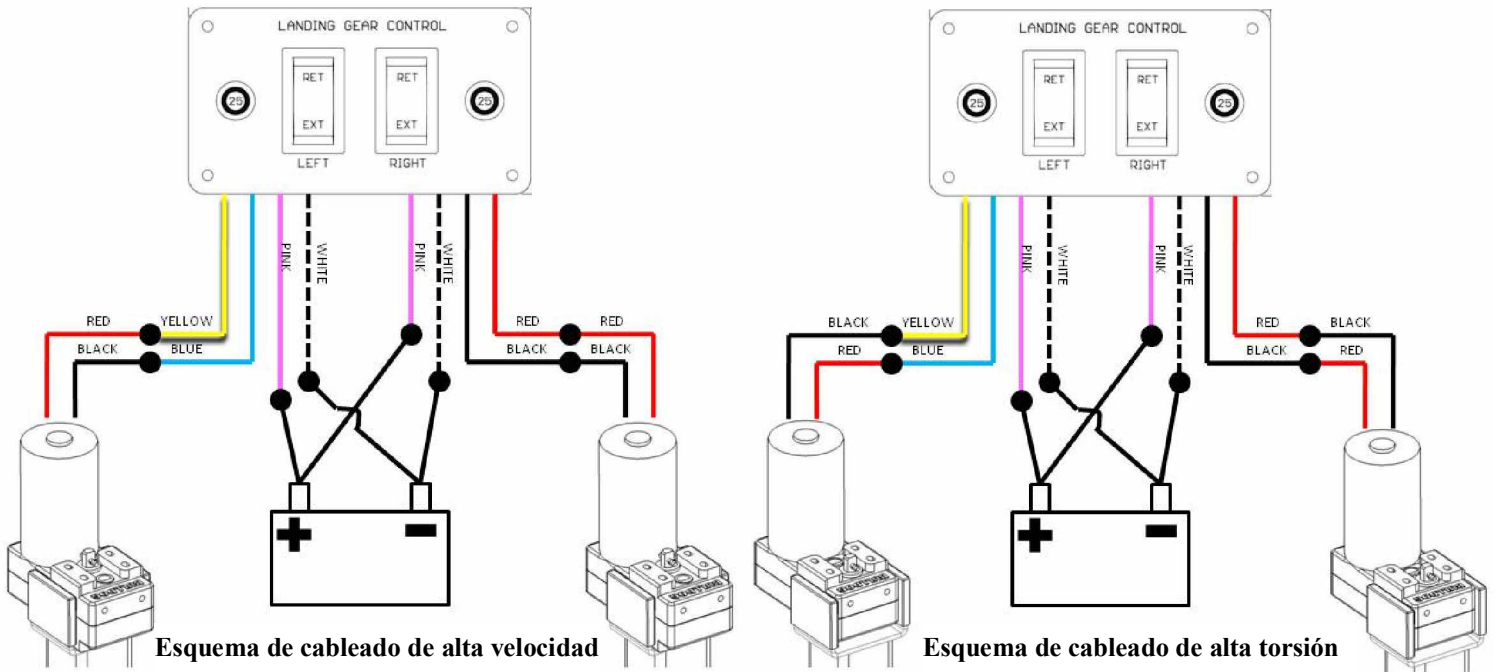 LANDING GEAR CONTROL
25
RET
RET
25
EXT
EXT
LEFT
RIGHT
PINK
WHITE
PINK
WHITE
RED
YELLOW
RED
RED
BLACK
BLUE
BLACK
BLACK
Esquema de cableado de alta velocidad
LANDING GEAR CONTROL
25
RET
RET
25
EXT
EXT
LEFT
RIGHT
PINK
WHITE
PINK
WHITE
BLACK
YELLOW
RED
BLACK
RED
BLUE
BLACK
RED
Esquema de cableado de alta torsión